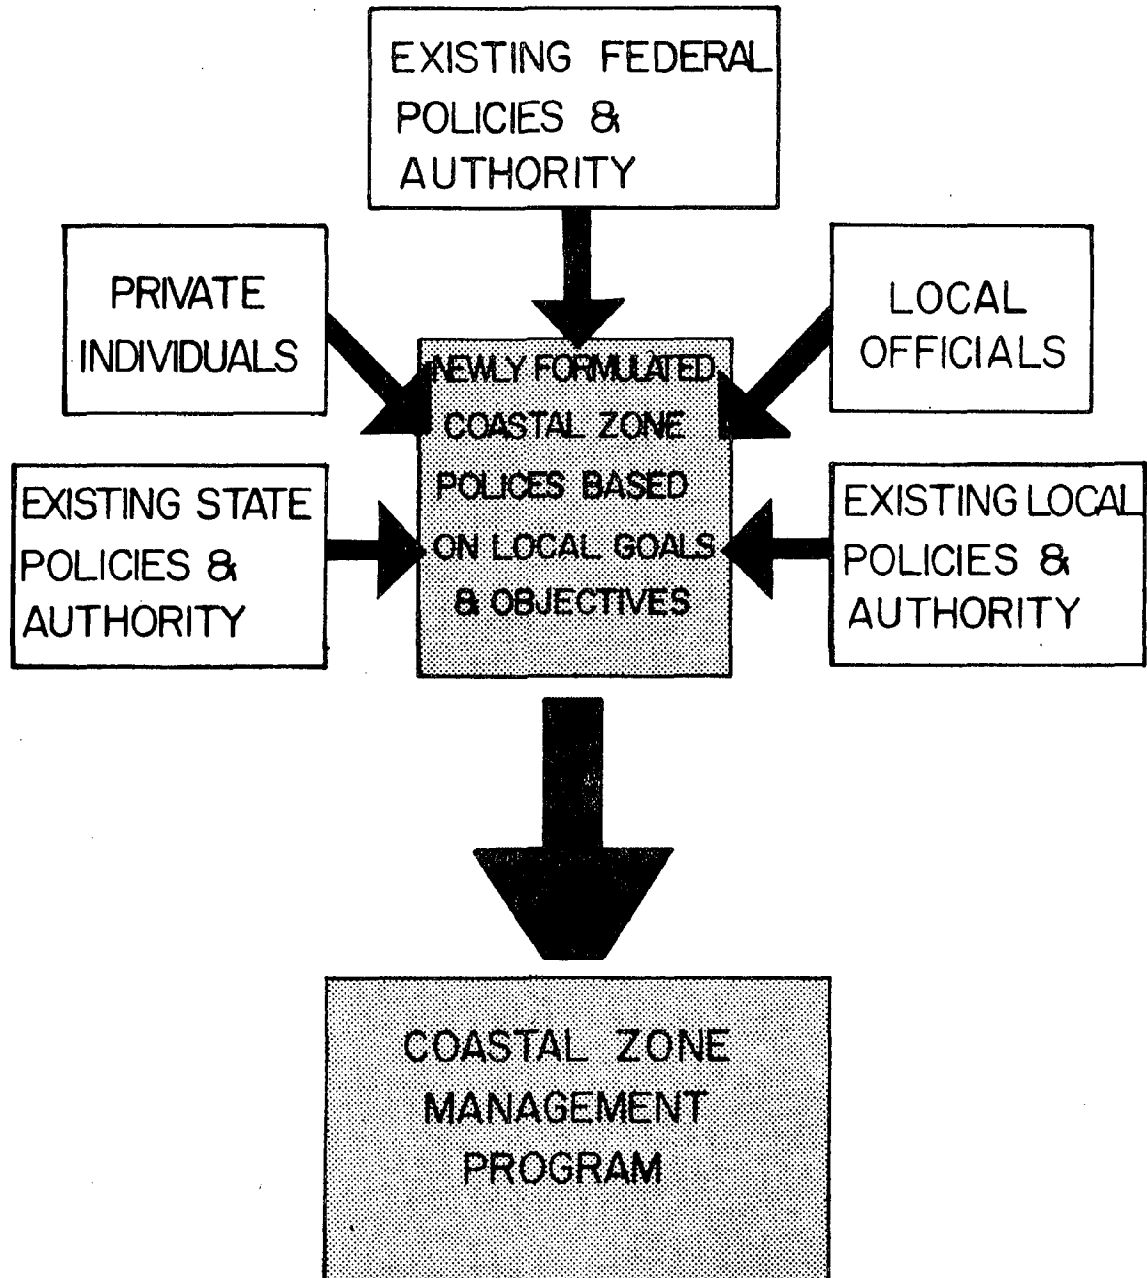 EXISTING FEDERAL
POLICIES &
AUTHORITY
PRIVATE
INDIVIDUALS
LOCAL
OFFICIALS
NEWLY FORMULATED
COASTAL ZONE
POLICES BASED
ON LOCAL GOALS
& OBJECTIVES
EXISTING STATE
POLICIES &
AUTHORITY
EXISTING LOCAL
POLICIES &
AUTHORITY
COASTAL ZONE
MANAGEMENT
PROGRAM